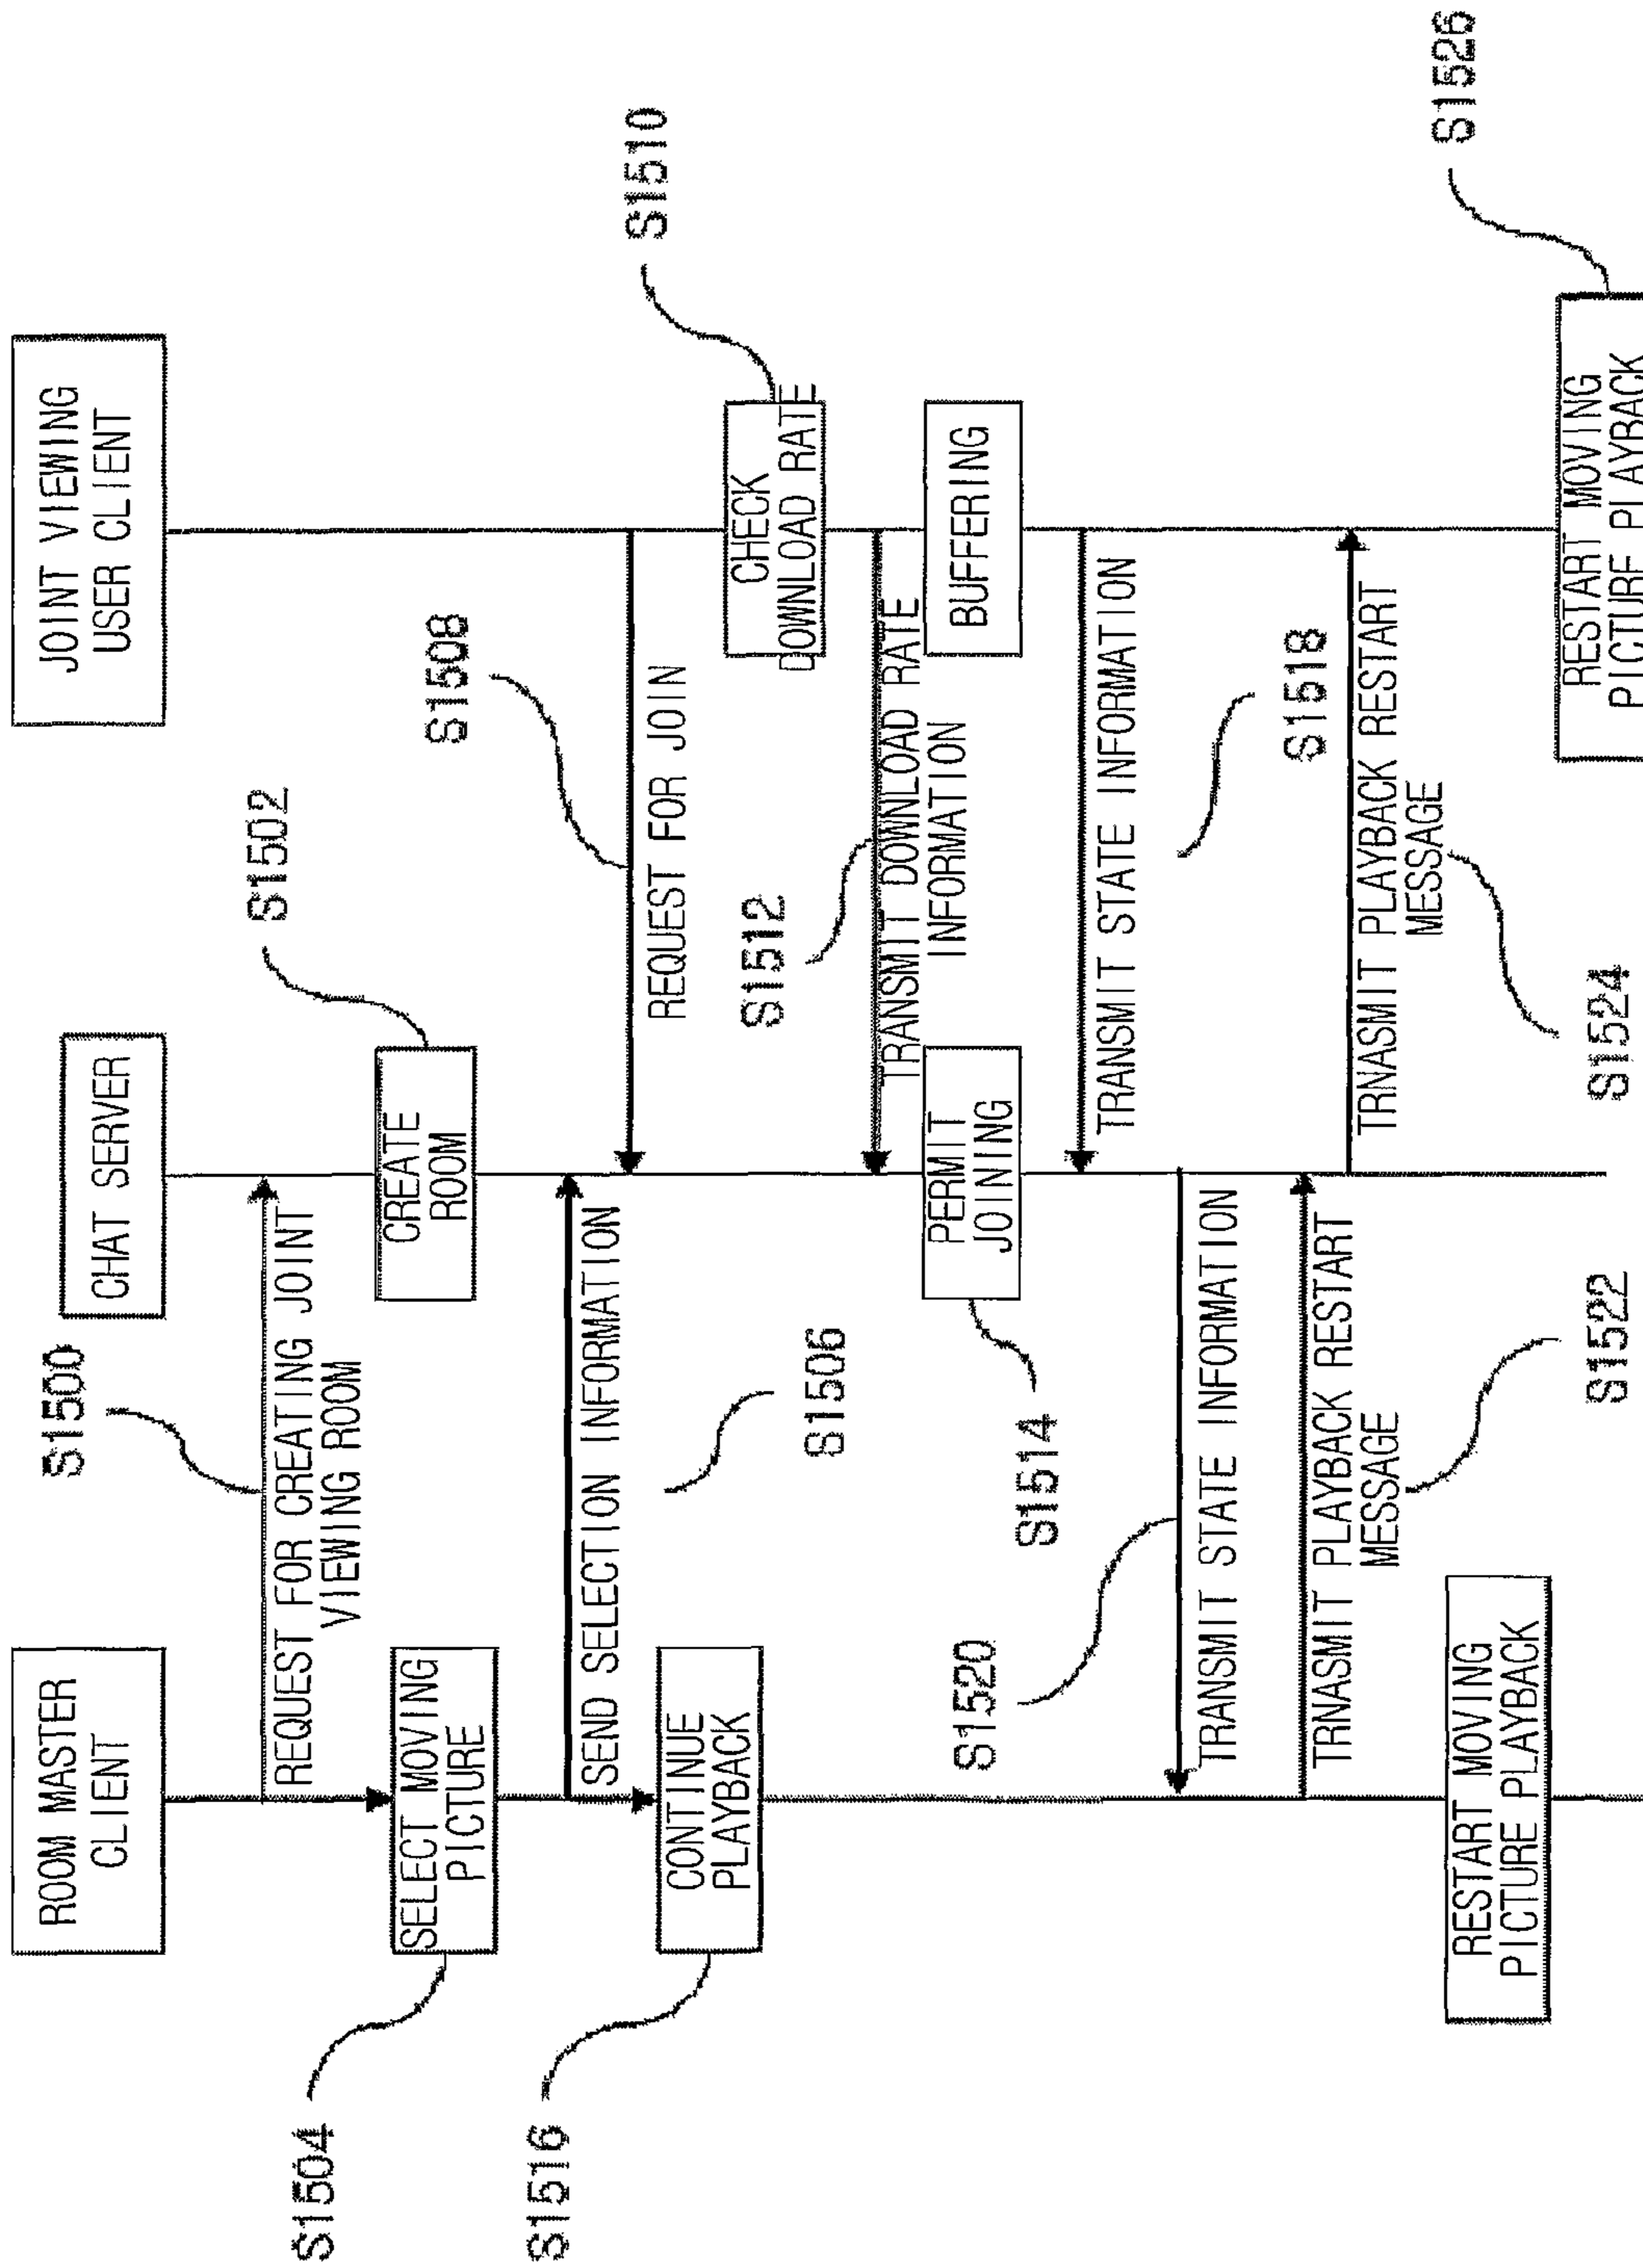 ROOM MASTER
CLIENT
CHAT SERVER
JOINT VIEWING
USER CLIENT
S1500
REQUEST FOR CREATING JOINT
VIEWING ROOM
S1502
CREATE
ROOM
S1504
SELECT MOVING
PICTURE
SEND SELECTION INFORMATION
S1506
S1508
REQUEST FOR JOIN
S1516
CONTINUE
PLAYBACK
S1510
CHECK
DOWNLOAD RATE
S1512
TRANSMIT DOWNLOAD RATE
INFORMATION
PERMIT
JOINING
S1514
BUFFERING
TRANSMIT STATE INFORMATION
S1518
S1520
TRANSMIT STATE INFORMATION
TRNASMIT PLAYBACK RESTART
MESSAGE
S1522
TRNASMIT PLAYBACK RESTART
MESSAGE
S1524
RESTART MOVING
PICTURE PLAYBACK
RESTART MOVING
PICTURE PLAYBACK
S1526